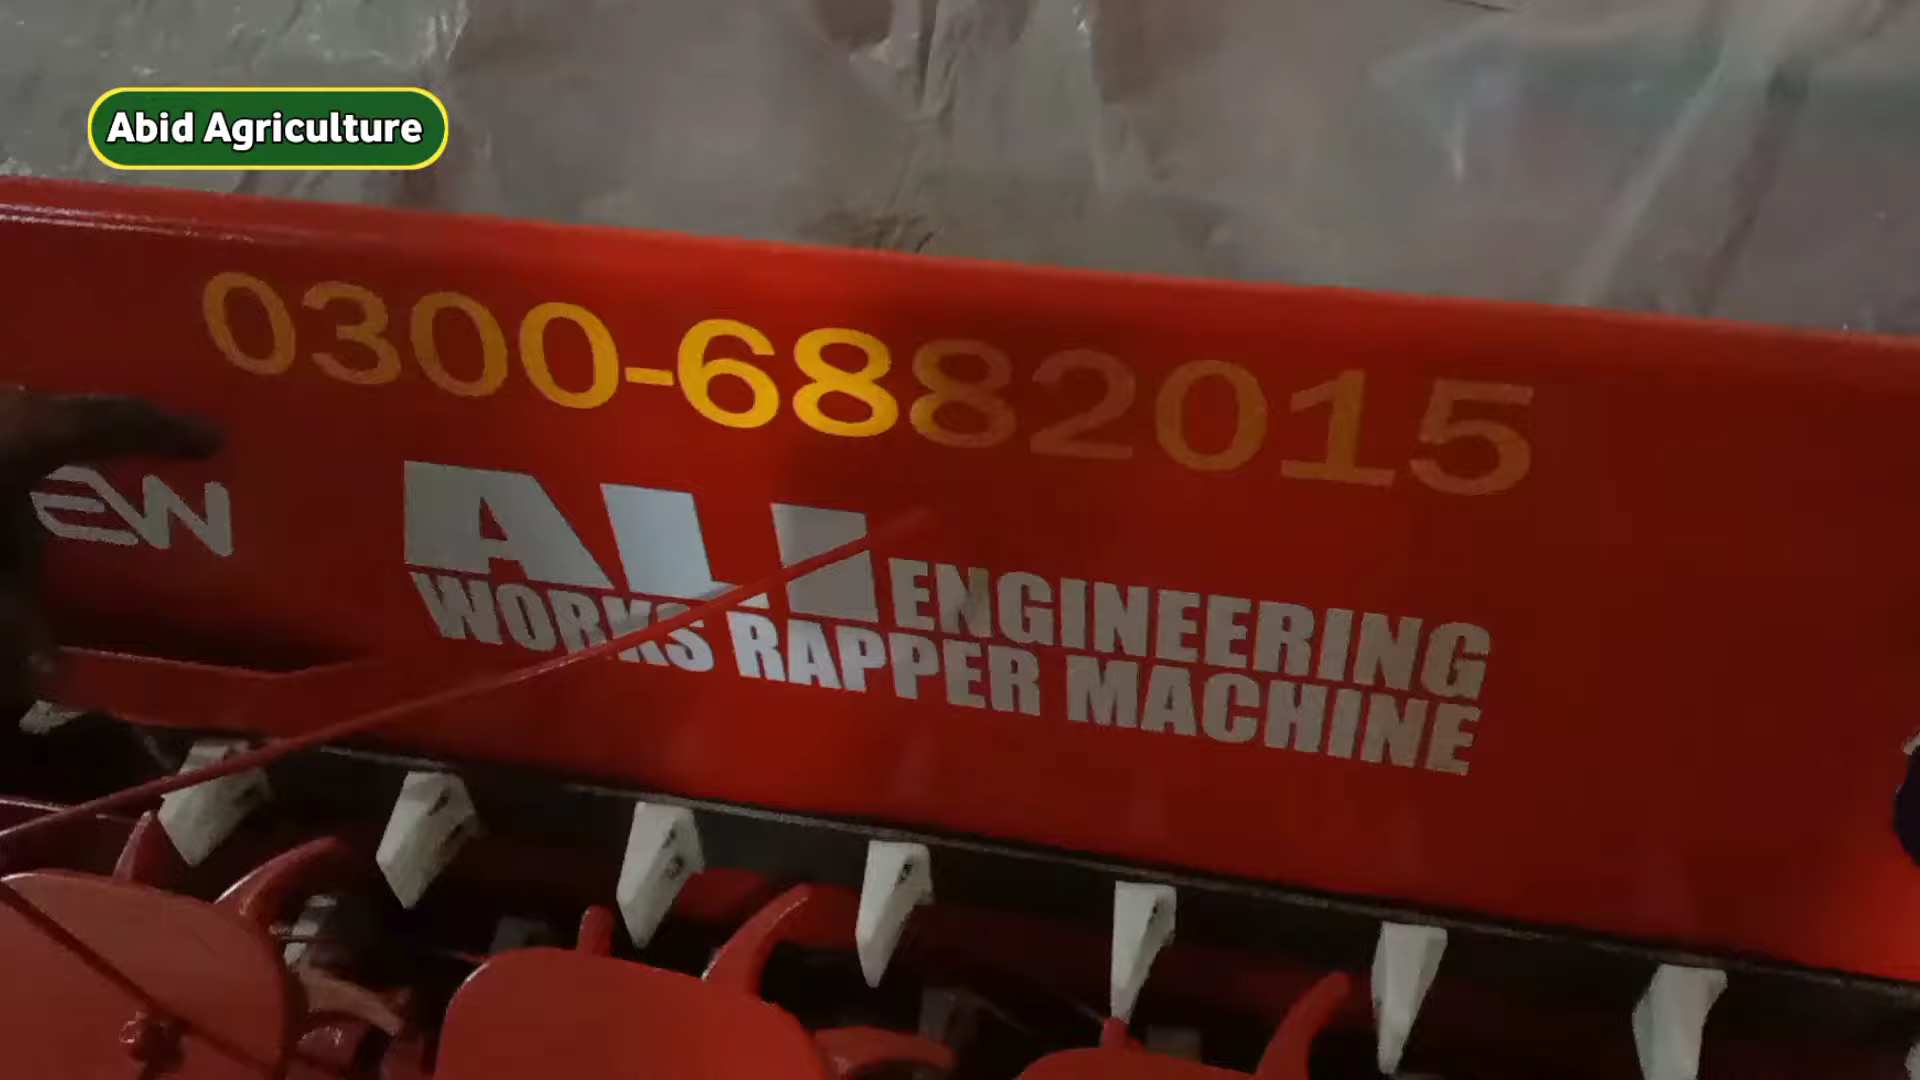 Abid Agriculture
0300-6882015
EW
ALI ENGINEERING
WORKS RAPPER MACHINE